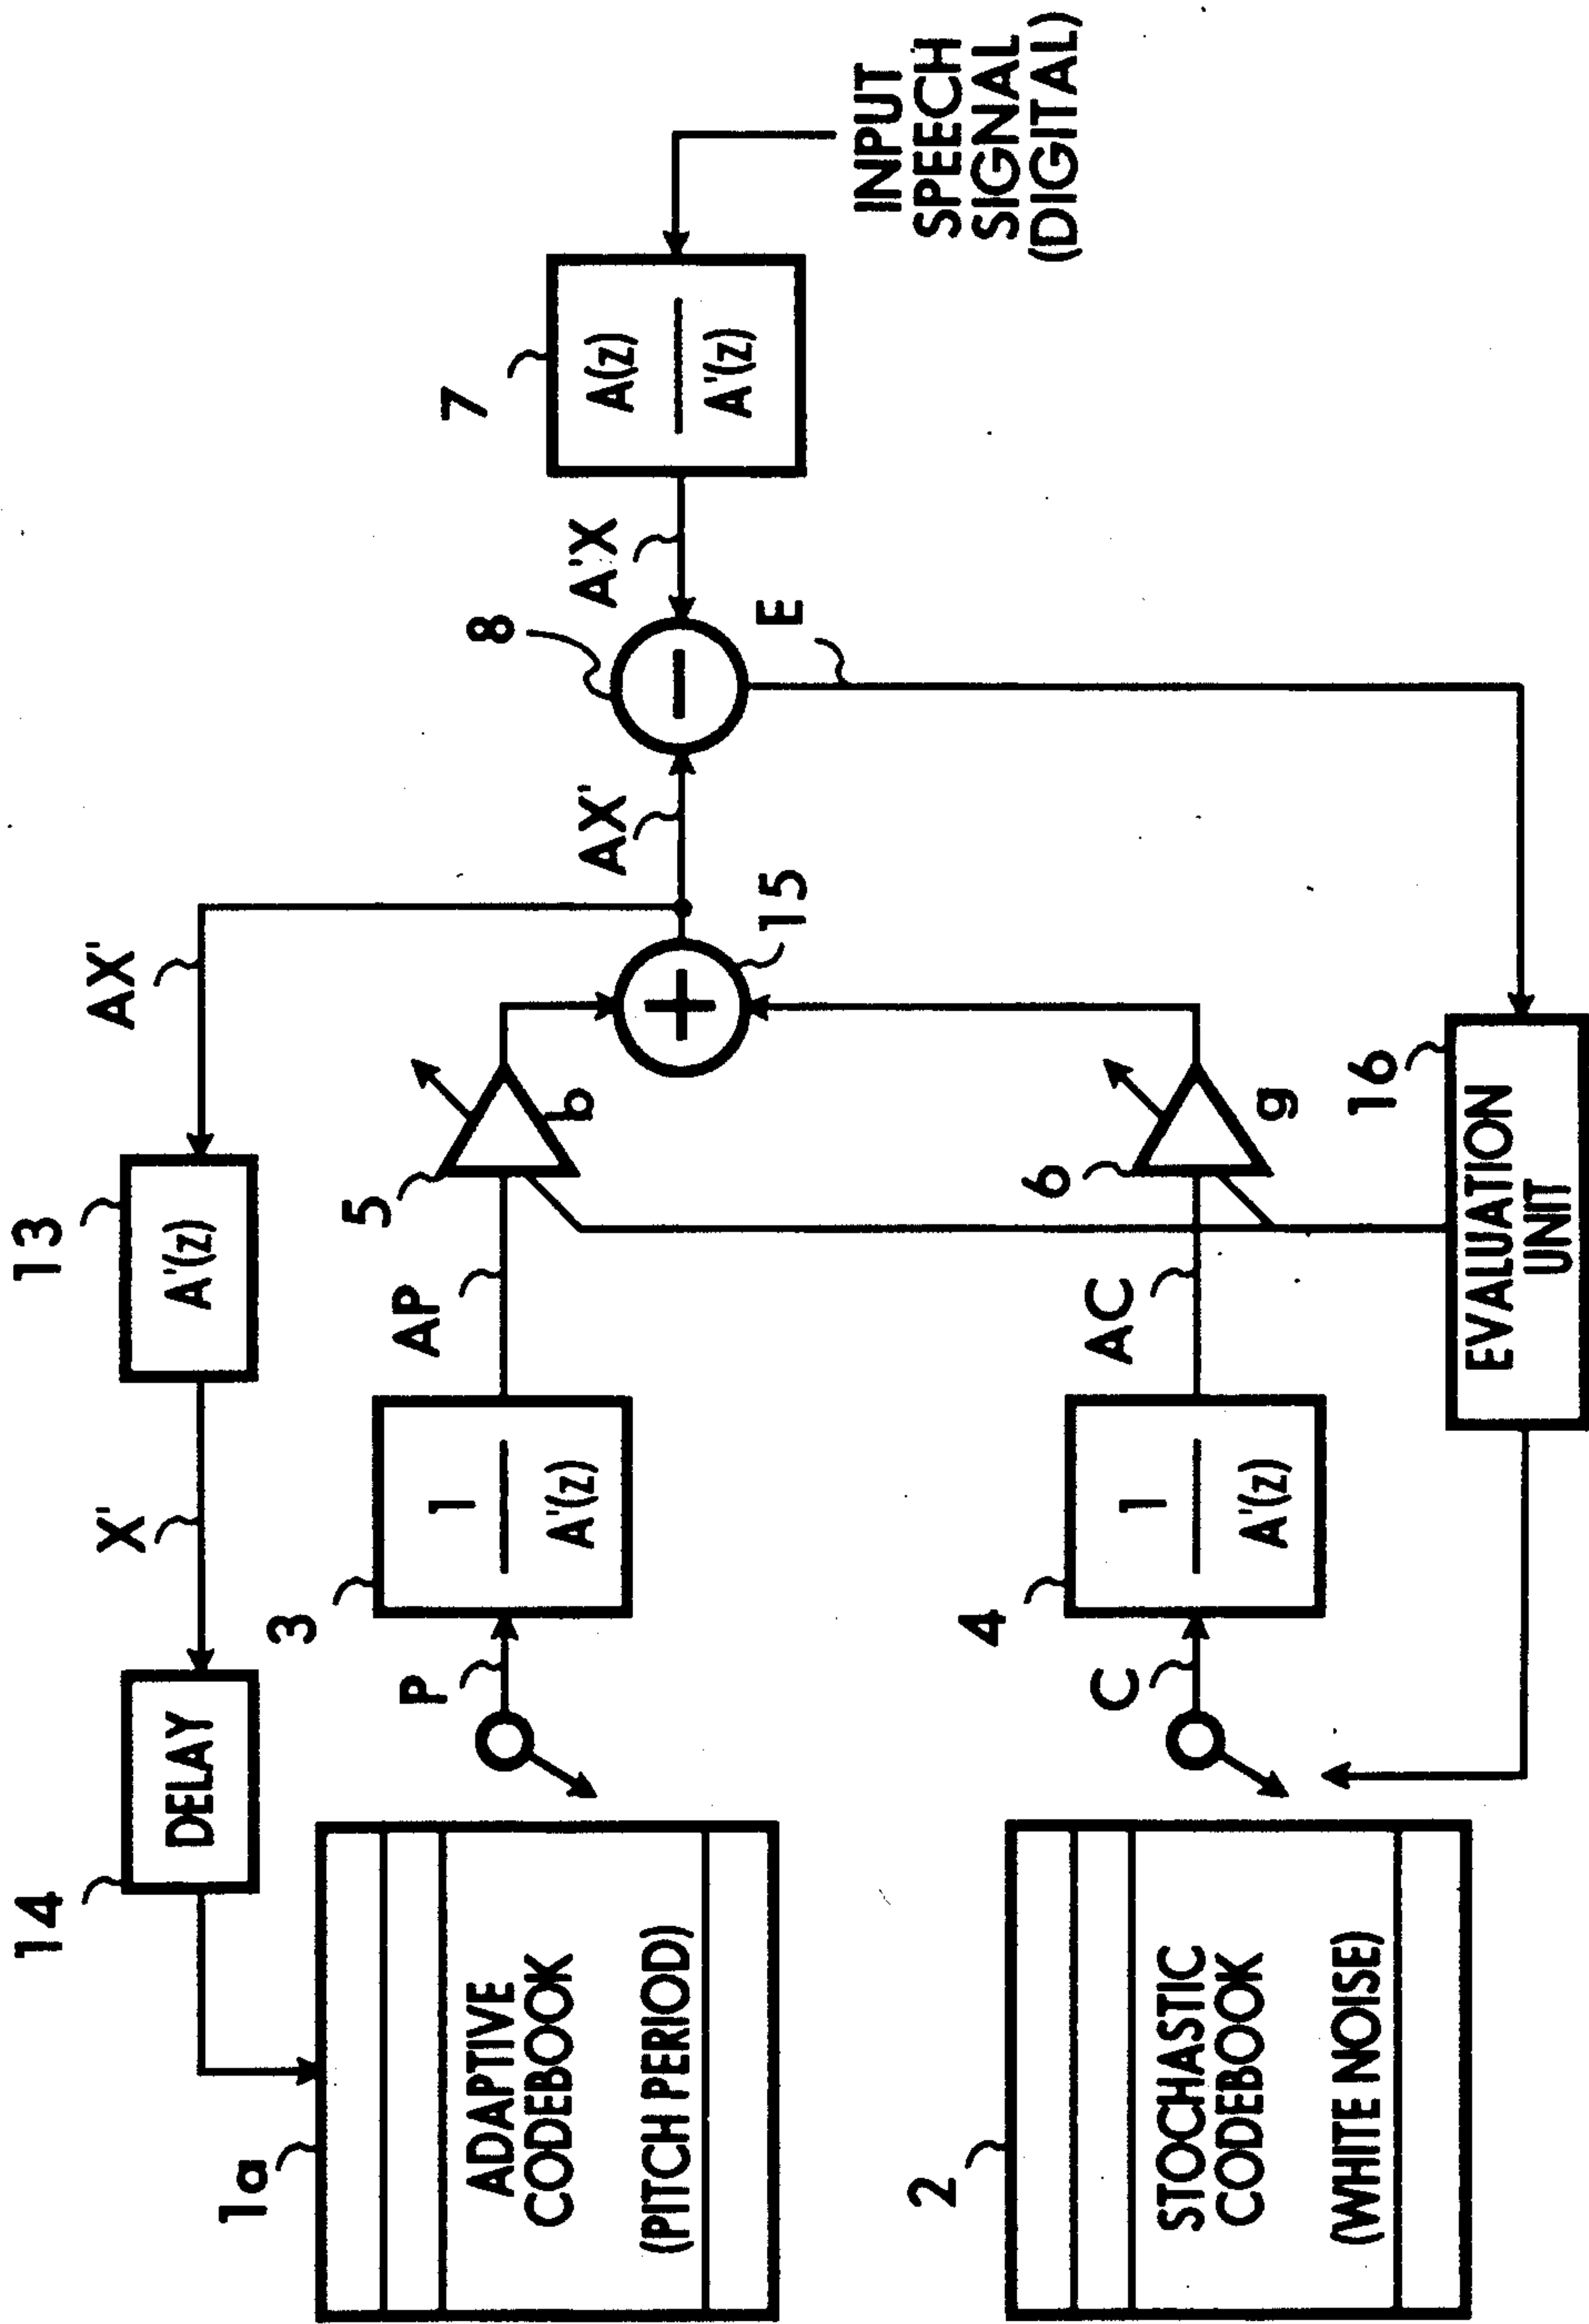 14
DELAY
X'
13
A'(z)
AX'
1a
ADAPTIVE
CODEBOOK
(PITCH PERIOD)
P
3
1
A'(z)
AP
5
b
15
AX'
8
A'X
7
A(z)
A'(z)
INPUT
SPEECH
SIGNAL
(DIGITAL)
E
2
STOCHASTIC
CODEBOOK
(WHITE NOISE)
C
4
1
A'(z)
AC
6
g
16
EVALUATION
UNIT
+
−